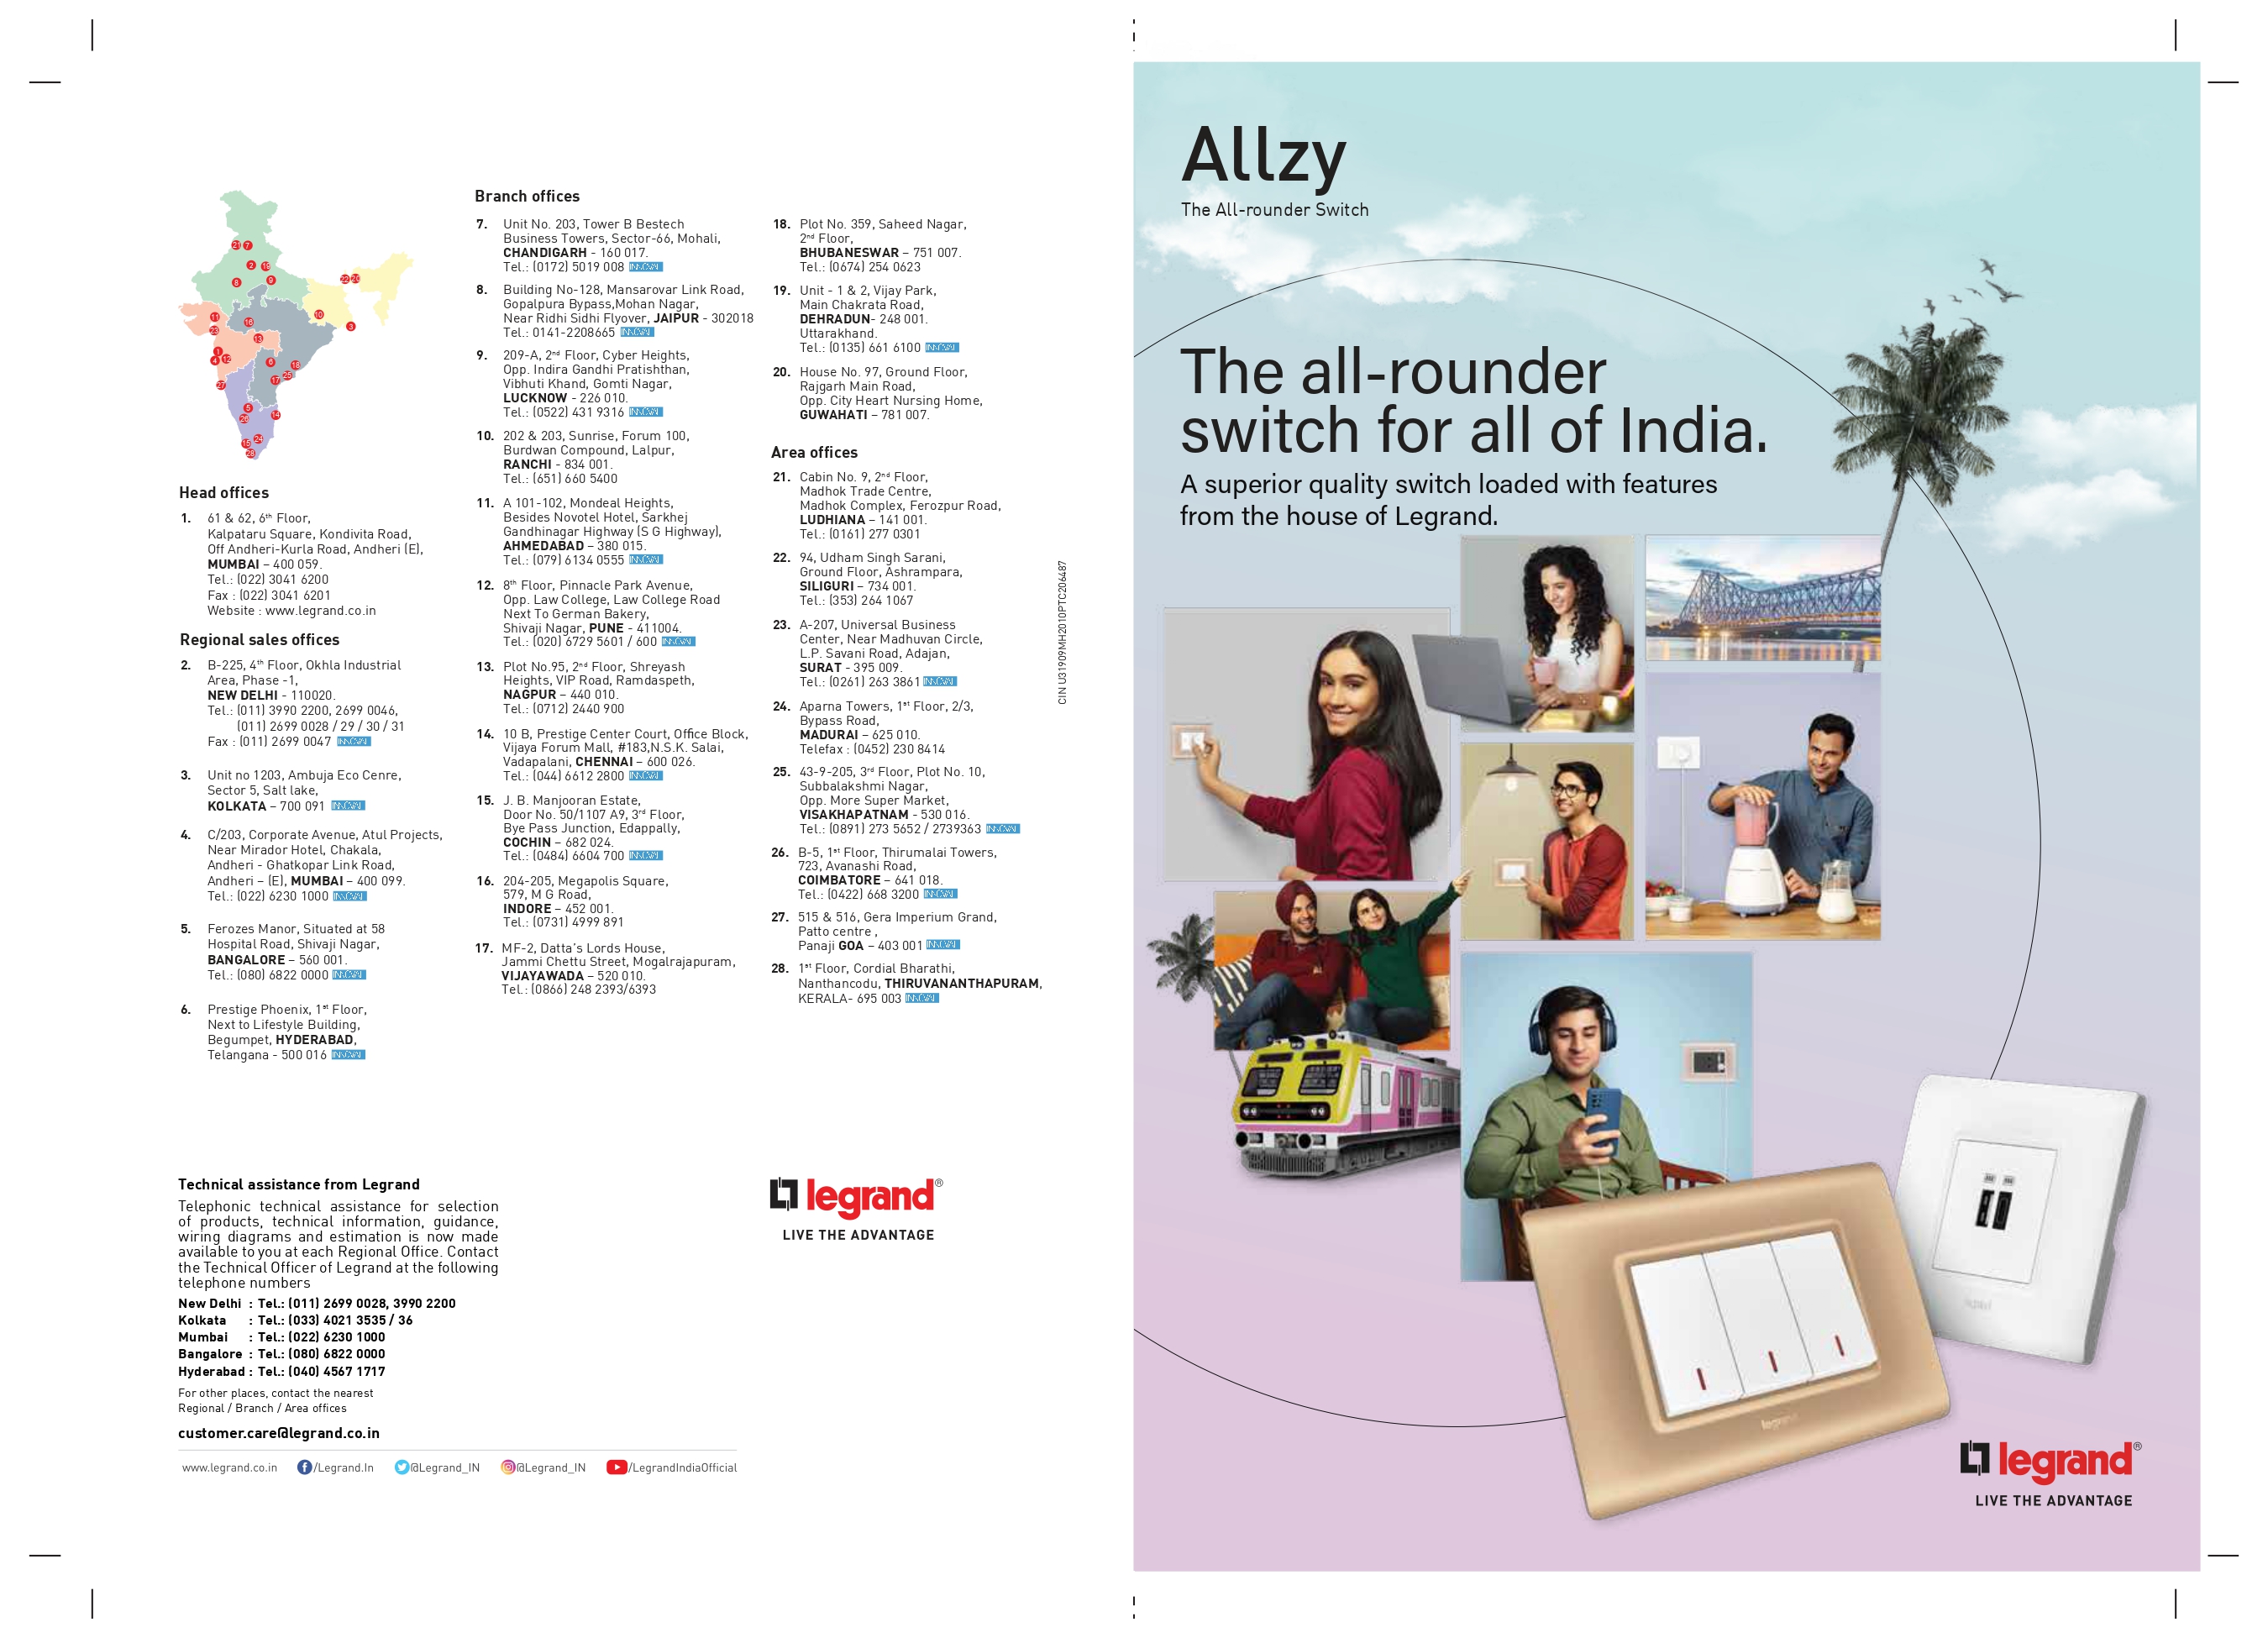 Head offices
1. 61 & 62, 6th Floor,
Kalpataru Square, Kondivita Road,
Off Andheri-Kurla Road, Andheri (E),
MUMBAI – 400 059.
Tel.: (022) 3041 6200
Fax : (022) 3041 6201
Website : www.legrand.co.in
Regional sales offices
2. B-225, 4th Floor, Okhla Industrial
Area, Phase -1,
NEW DELHI - 110020.
Tel.: (011) 3990 2200, 2699 0046,
(011) 2699 0028 / 29 / 30 / 31
Fax : (011) 2699 0047 INNOVAL
3. Unit no 1203, Ambuja Eco Cenre,
Sector 5, Salt lake,
KOLKATA – 700 091 INNOVAL
4. C/203, Corporate Avenue, Atul Projects,
Near Mirador Hotel, Chakala,
Andheri - Ghatkopar Link Road,
Andheri – (E), MUMBAI – 400 099.
Tel.: (022) 6230 1000 INNOVAL
5. Ferozes Manor, Situated at 58
Hospital Road, Shivaji Nagar,
BANGALORE – 560 001.
Tel.: (080) 6822 0000 INNOVAL
6. Prestige Phoenix, 1st Floor,
Next to Lifestyle Building,
Begumpet, HYDERABAD,
Telangana - 500 016 INNOVAL
Branch offices
7. Unit No. 203, Tower B Bestech
Business Towers, Sector-66, Mohali,
CHANDIGARH - 160 017.
Tel.: (0172) 5019 008 INNOVAL
8. Building No-128, Mansarovar Link Road,
Gopalpura Bypass,Mohan Nagar,
Near Ridhi Sidhi Flyover, JAIPUR - 302018
Tel.: 0141-2208665 INNOVAL
9. 209-A, 2nd Floor, Cyber Heights,
Opp. Indira Gandhi Pratishthan,
Vibhuti Khand, Gomti Nagar,
LUCKNOW - 226 010.
Tel.: (0522) 431 9316 INNOVAL
10. 202 & 203, Sunrise, Forum 100,
Burdwan Compound, Lalpur,
RANCHI - 834 001.
Tel.: (651) 660 5400
11. A 101-102, Mondeal Heights,
Besides Novotel Hotel, Sarkhej
Gandhinagar Highway (S G Highway),
AHMEDABAD – 380 015.
Tel.: (079) 6134 0555 INNOVAL
12. 8th Floor, Pinnacle Park Avenue,
Opp. Law College, Law College Road
Next To German Bakery,
Shivaji Nagar, PUNE - 411004.
Tel.: (020) 6729 5601 / 600 INNOVAL
13. Plot No.95, 2nd Floor, Shreyash
Heights, VIP Road, Ramdaspeth,
NAGPUR – 440 010.
Tel.: (0712) 2440 900
14. 10 B, Prestige Center Court, Office Block,
Vijaya Forum Mall, #183,N.S.K. Salai,
Vadapalani, CHENNAI – 600 026.
Tel.: (044) 6612 2800 INNOVAL
15. J. B. Manjooran Estate,
Door No. 50/1107 A9, 3rd Floor,
Bye Pass Junction, Edappally,
COCHIN – 682 024.
Tel.: (0484) 6604 700 INNOVAL
16. 204-205, Megapolis Square,
579, M G Road,
INDORE – 452 001.
Tel.: (0731) 4999 891
17. MF-2, Datta's Lords House,
Jammi Chettu Street, Mogalrajapuram,
VIJAYAWADA – 520 010.
Tel.: (0866) 248 2393/6393
18. Plot No. 359, Saheed Nagar,
2nd Floor,
BHUBANESWAR – 751 007.
Tel.: (0674) 254 0623
19. Unit - 1 & 2, Vijay Park,
Main Chakrata Road,
DEHRADUN- 248 001.
Uttarakhand.
Tel.: (0135) 661 6100 INNOVAL
20. House No. 97, Ground Floor,
Rajgarh Main Road,
Opp. City Heart Nursing Home,
GUWAHATI – 781 007.
Area offices
21. Cabin No. 9, 2nd Floor,
Madhok Trade Centre,
Madhok Complex, Ferozpur Road,
LUDHIANA – 141 001.
Tel.: (0161) 277 0301
22. 94, Udham Singh Sarani,
Ground Floor, Ashrampara,
SILIGURI – 734 001.
Tel.: (353) 264 1067
23. A-207, Universal Business
Center, Near Madhuvan Circle,
L.P. Savani Road, Adajan,
SURAT - 395 009.
Tel.: (0261) 263 3861 INNOVAL
24. Aparna Towers, 1st Floor, 2/3,
Bypass Road,
MADURAI – 625 010.
Telefax : (0452) 230 8414
25. 43-9-205, 3rd Floor, Plot No. 10,
Subbalakshmi Nagar,
Opp. More Super Market,
VISAKHAPATNAM - 530 016.
Tel.: (0891) 273 5652 / 2739363 INNOVAL
26. B-5, 1st Floor, Thirumalai Towers,
723, Avanashi Road,
COIMBATORE – 641 018.
Tel.: (0422) 668 3200 INNOVAL
27. 515 & 516, Gera Imperium Grand,
Patto centre ,
Panaji GOA – 403 001 INNOVAL
28. 1st Floor, Cordial Bharathi,
Nanthancodu, THIRUVANANTHAPURAM,
KERALA- 695 003 INNOVAL
CIN U31909MH2010PTC206487
Technical assistance from Legrand
Telephonic technical assistance for selection
of products, technical information, guidance,
wiring diagrams and estimation is now made
available to you at each Regional Office. Contact
the Technical Officer of Legrand at the following
telephone numbers
New Delhi : Tel.: (011) 2699 0028, 3990 2200
Kolkata : Tel.: (033) 4021 3535 / 36
Mumbai : Tel.: (022) 6230 1000
Bangalore : Tel.: (080) 6822 0000
Hyderabad : Tel.: (040) 4567 1717
For other places, contact the nearest
Regional / Branch / Area offices
customer.care@legrand.co.in
www.legrand.co.in /Legrand.In @Legrand_IN @Legrand_IN /LegrandIndiaOfficial
legrand®
LIVE THE ADVANTAGE
Allzy
The All-rounder Switch
The all-rounder
switch for all of India.
A superior quality switch loaded with features
from the house of Legrand.
legrand
legrand®
LIVE THE ADVANTAGE